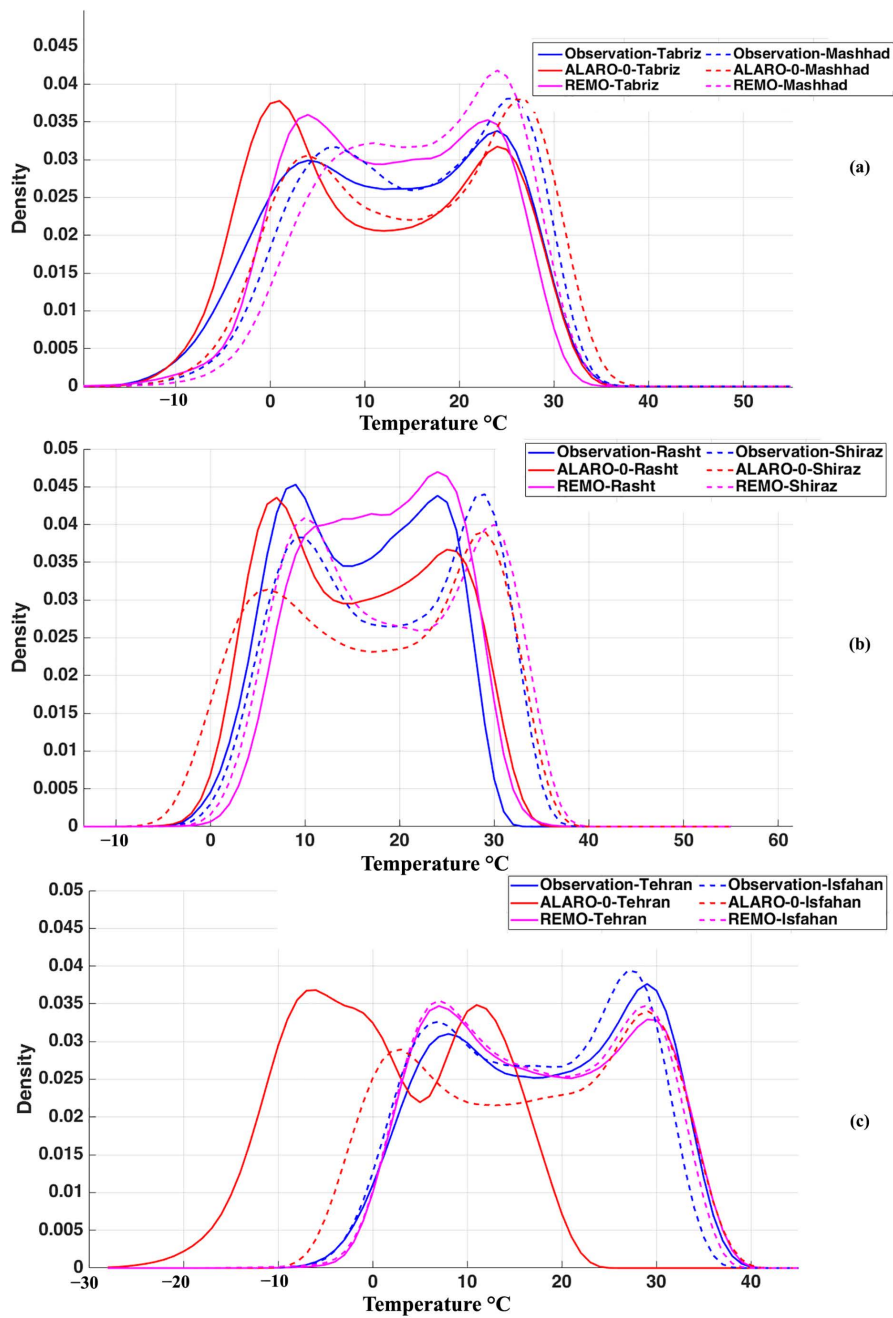 0.045
Observation-Tabriz Observation-Mashhad
ALARO-0-Tabriz ALARO-0-Mashhad
REMO-Tabriz REMO-Mashhad
0.04
0.035
0.03
0.025
0.02
0.015
0.01
0.005
0
Density
(a)
−10 0 10 20 30 40 50
Temperature °C
0.05
Observation-Rasht Observation-Shiraz
ALARO-0-Rasht ALARO-0-Shiraz
REMO-Rasht REMO-Shiraz
0.045
0.04
0.035
0.03
0.025
0.02
0.015
0.01
0.005
0
Density
(b)
−10 0 10 20 30 40 50 60
Temperature °C
0.05
Observation-Tehran Observation-Isfahan
ALARO-0-Tehran ALARO-0-Isfahan
REMO-Tehran REMO-Isfahan
0.045
0.04
0.035
0.03
0.025
0.02
0.015
0.01
0.005
0
Density
(c)
−30 −20 −10 0 10 20 30 40
Temperature °C